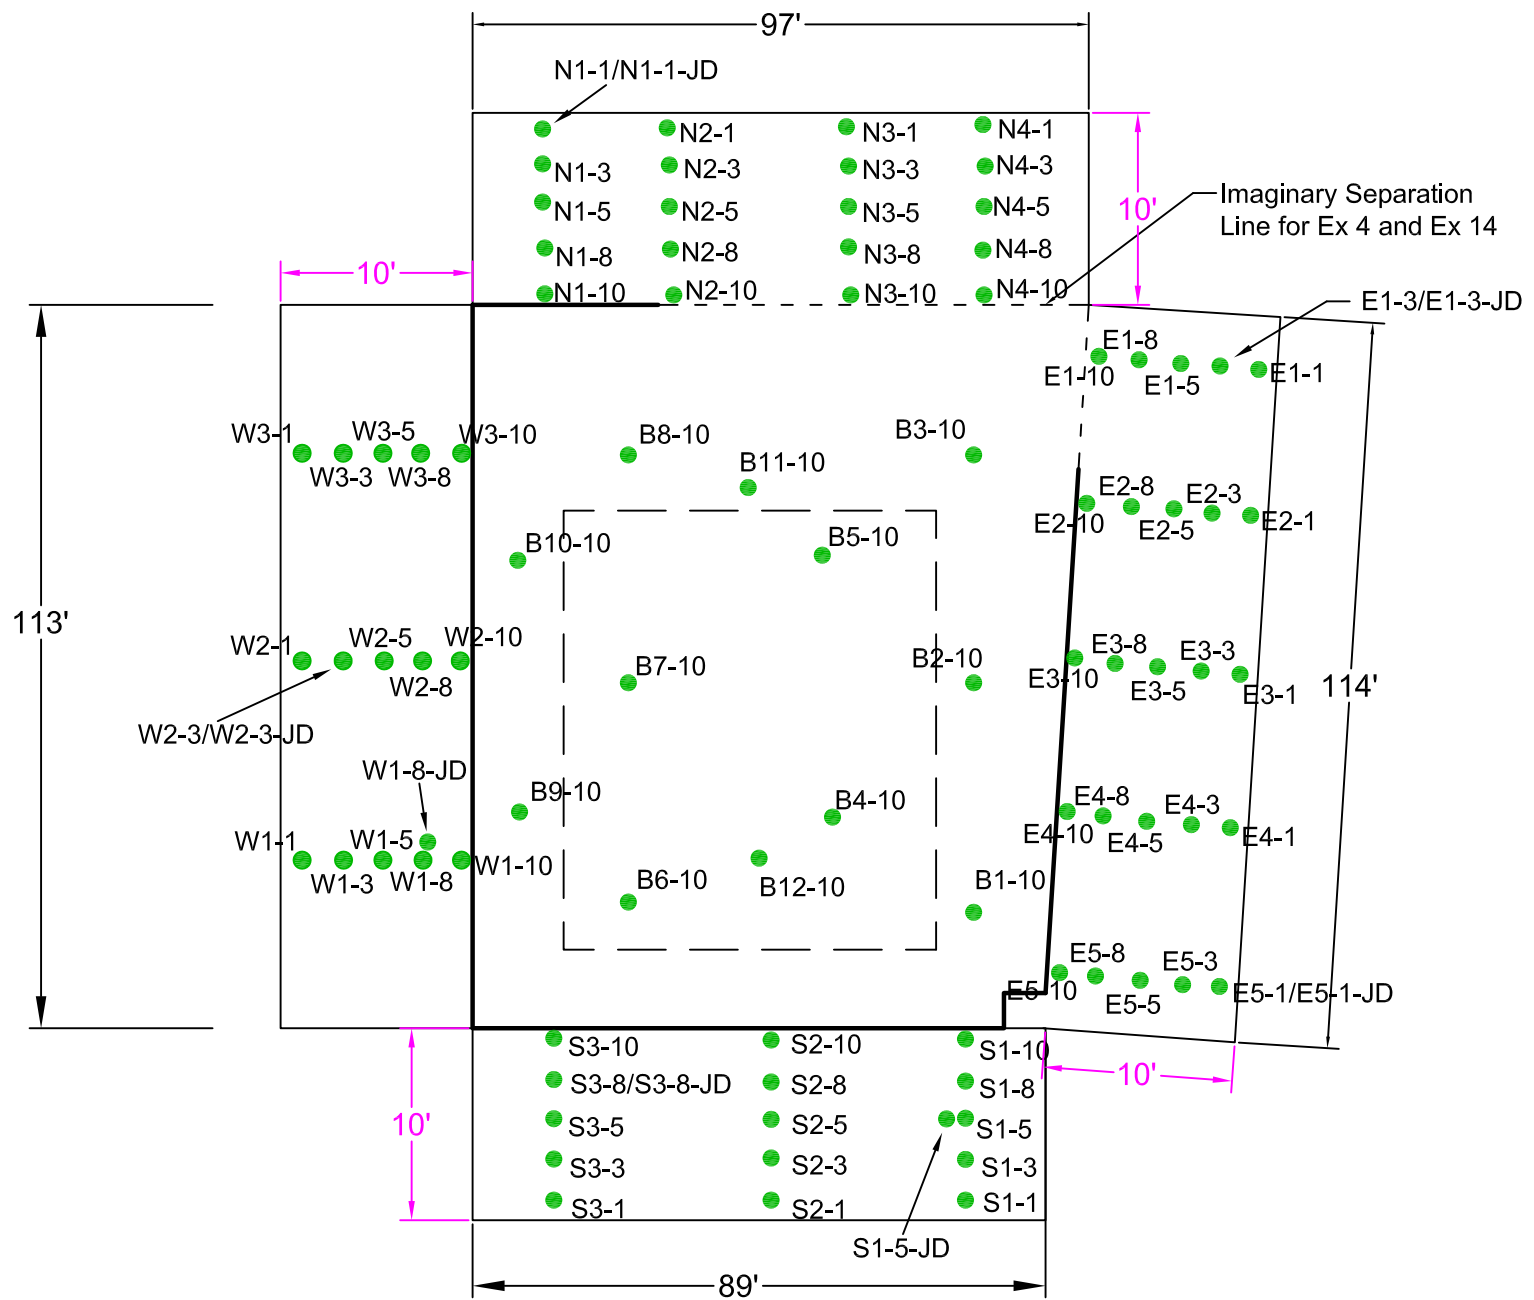 97'
N1-1/N1-1-JD
N2-1
N3-1
N4-1
N1-3
N2-3
N3-3
N4-3
N1-5
N2-5
N3-5
N4-5
10'
Imaginary Separation
Line for Ex 4 and Ex 14
N1-8
N2-8
N3-8
N4-8
10'
N1-10
N2-10
N3-10
N4-10
E1-3/E1-3-JD
E1-8
E1-10
E1-5
E1-1
W3-1
W3-5
W3-10
W3-3
W3-8
B8-10
B3-10
B11-10
E2-8
E2-3
E2-10
E2-5
E2-1
B10-10
B5-10
113'
W2-1
W2-5
W2-10
W2-8
B7-10
B2-10
E3-8
E3-3
E3-10
E3-5
E3-1
114'
W2-3/W2-3-JD
W1-8-JD
B9-10
B4-10
E4-8
E4-3
E4-10
E4-5
E4-1
W1-1
W1-5
W1-10
W1-3
W1-8
B6-10
B12-10
B1-10
E5-8
E5-3
E5-10
E5-5
E5-1/E5-1-JD
S3-10
S2-10
S1-10
10'
S3-8/S3-8-JD
S2-8
S1-8
10'
S3-5
S2-5
S1-5
S3-3
S2-3
S1-3
S3-1
S2-1
S1-1
S1-5-JD
89'